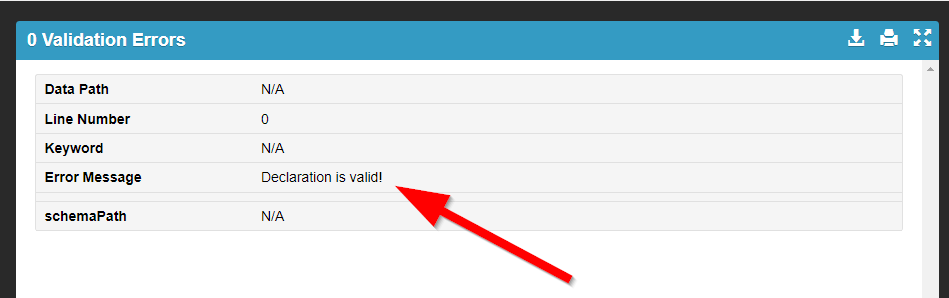 0 Validation Errors
Data Path N/A
Line Number 0
Keyword N/A
Error Message Declaration is valid!
schemaPath N/A